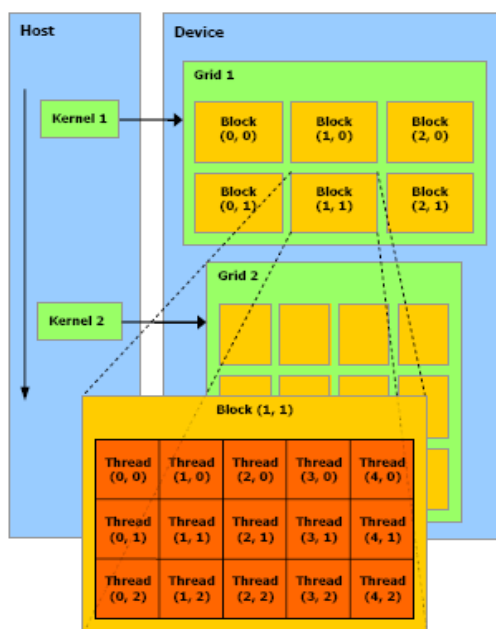 Host
Device
Grid 1
Kernel 1
Block Block Block
(0, 0) (1, 0) (2, 0)
Block Block Block
(0, 1) (1, 1) (2, 1)
Grid 2
Kernel 2
Block (1, 1)
Thread Thread Thread Thread Thread
(0, 0) (1, 0) (2, 0) (3, 0) (4, 0)
Thread Thread Thread Thread Thread
(0, 1) (1, 1) (2, 1) (3, 1) (4, 1)
Thread Thread Thread Thread Thread
(0, 2) (1, 2) (2, 2) (3, 2) (4, 2)